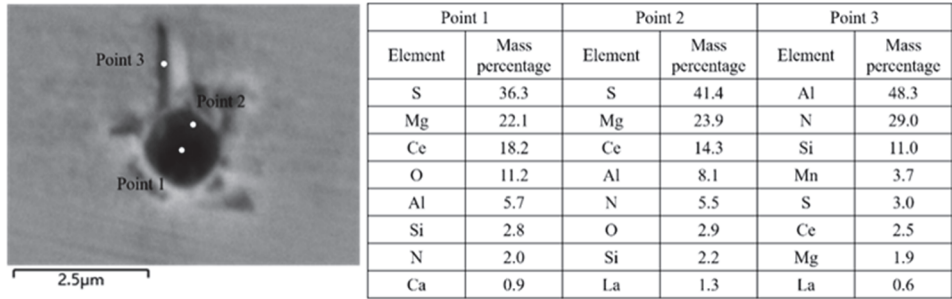 Point 3
Point 2
Point 1
2.5μm
Point 1 Point 2 Point 3
Element Mass percentage Element Mass percentage Element Mass percentage
S 36.3 S 41.4 Al 48.3
Mg 22.1 Mg 23.9 N 29.0
Ce 18.2 Ce 14.3 Si 11.0
O 11.2 Al 8.1 Mn 3.7
Al 5.7 N 5.5 S 3.0
Si 2.8 O 2.9 Ce 2.5
N 2.0 Si 2.2 Mg 1.9
Ca 0.9 La 1.3 La 0.6